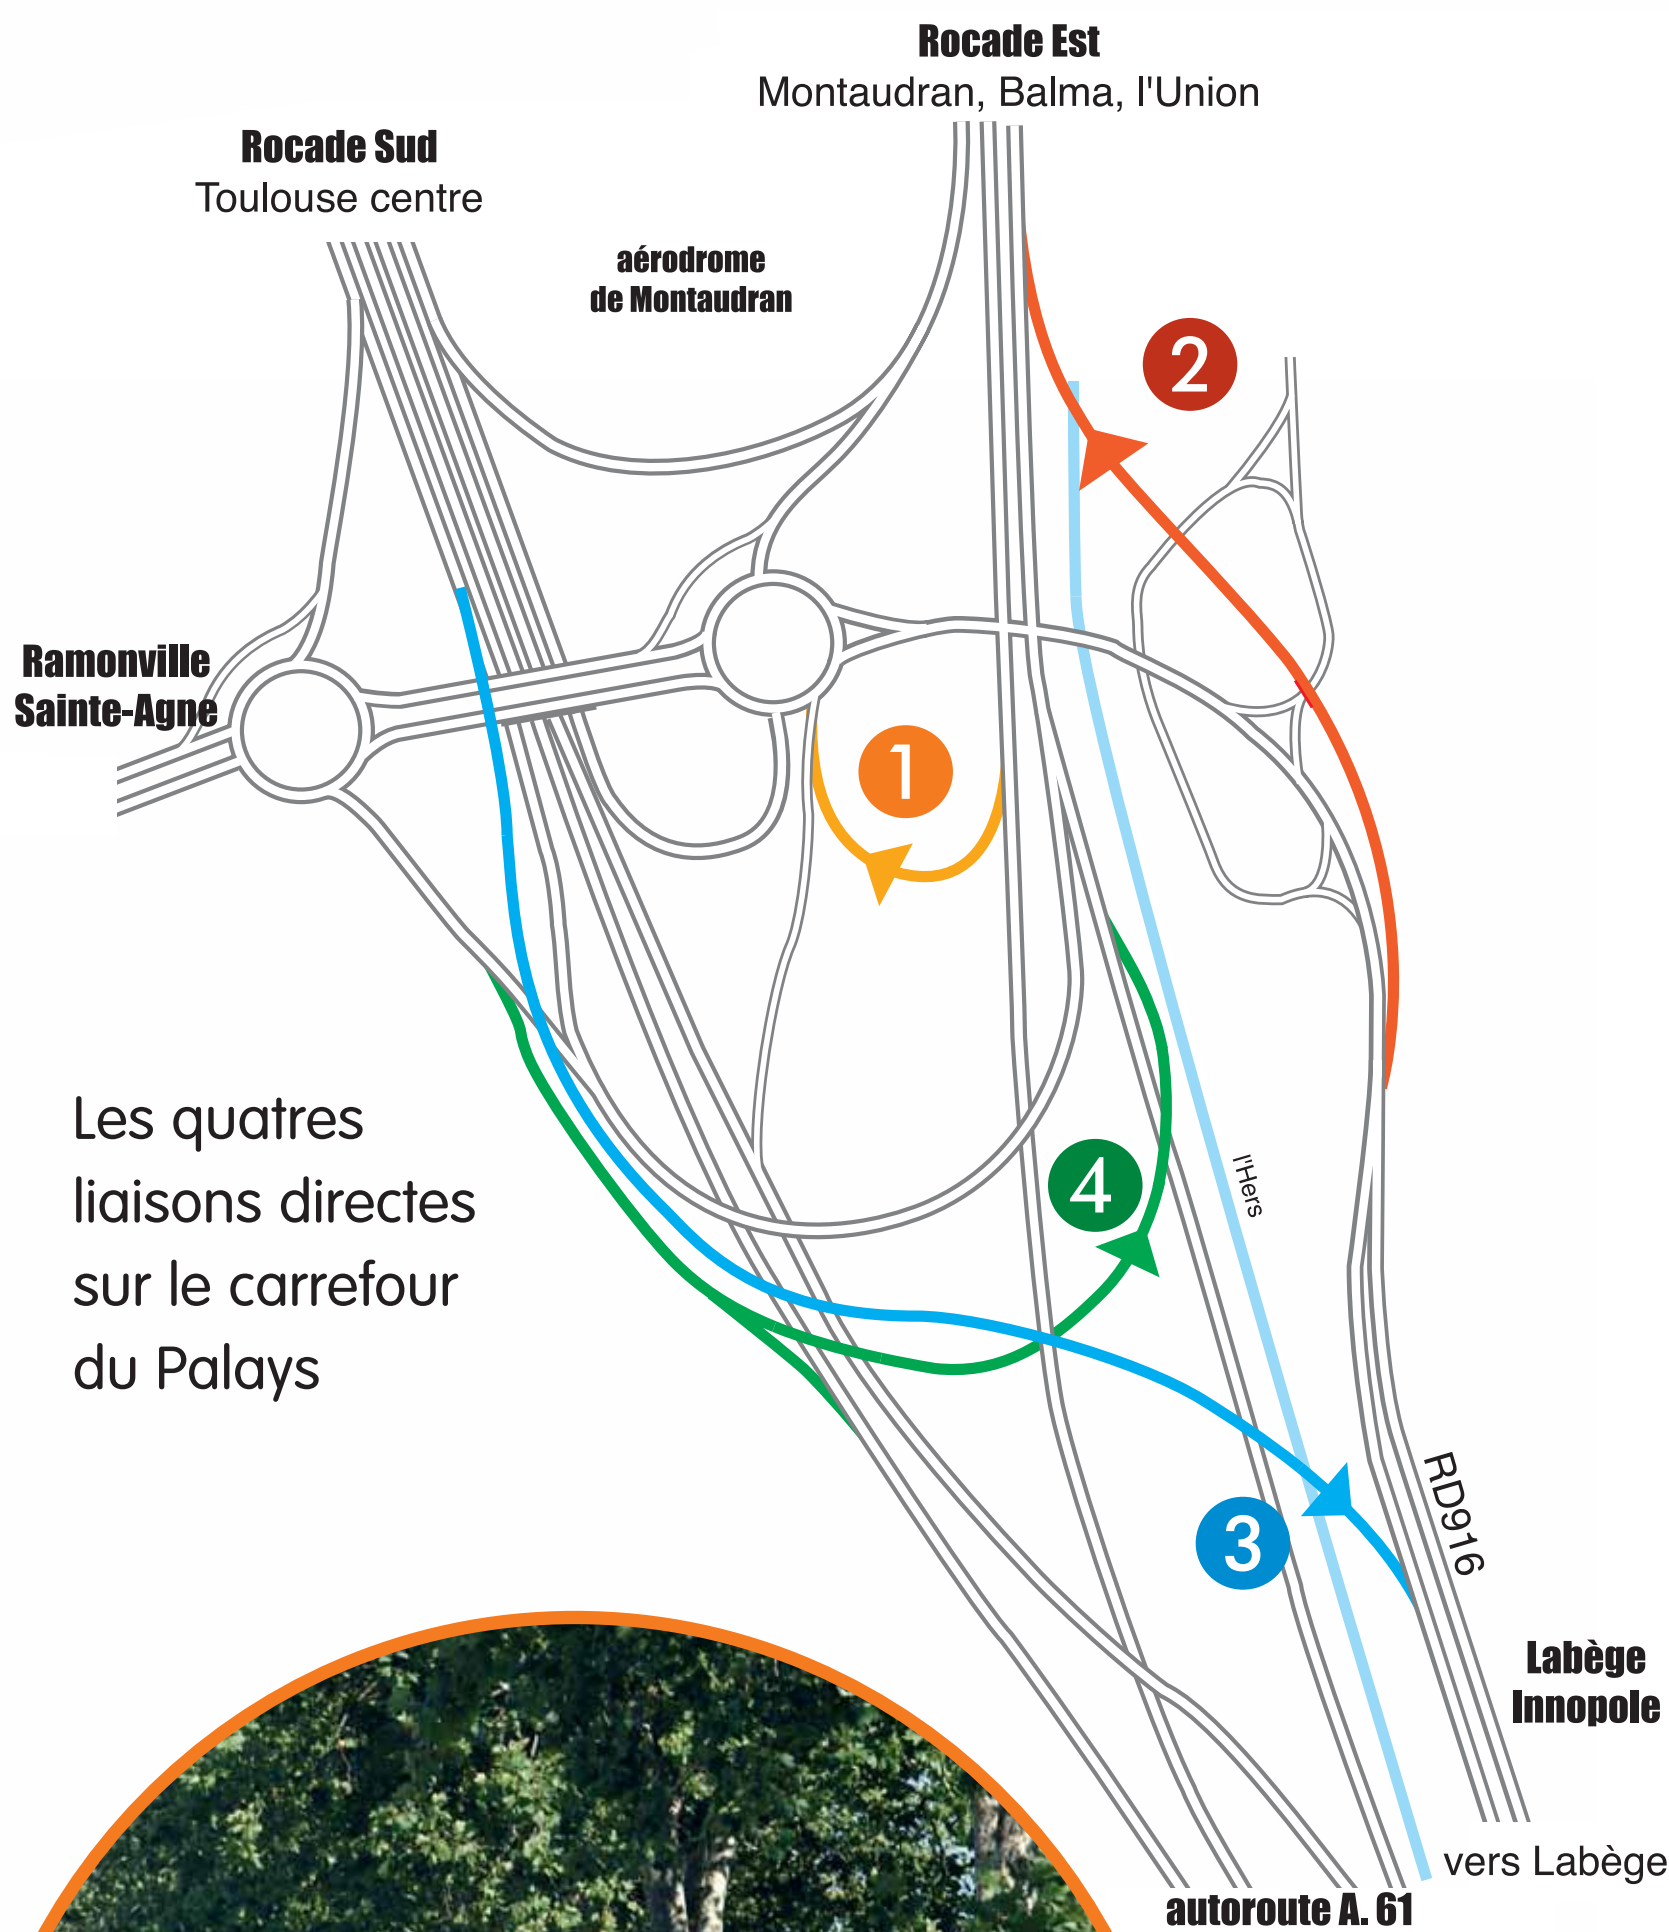 Rocade Est
Montaudran, Balma, l'Union
Rocade Sud
Toulouse centre
aérodrome
de Montaudran
2
Ramonville
Sainte-Agne
1
Les quatres
liaisons directes
sur le carrefour
du Palays
4
l'Hers
3
RD916
Labège
Innopole
vers Labège
autoroute A. 61